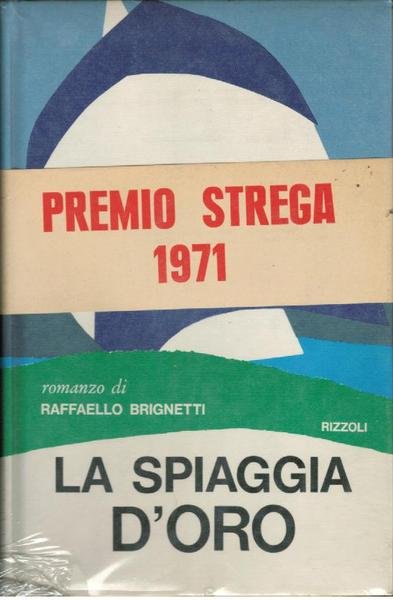 PREMIO STREGA
1971
romanzo di
RAFFAELLO BRIGNETTI
RIZZOLI
LA SPIAGGIA
D'ORO